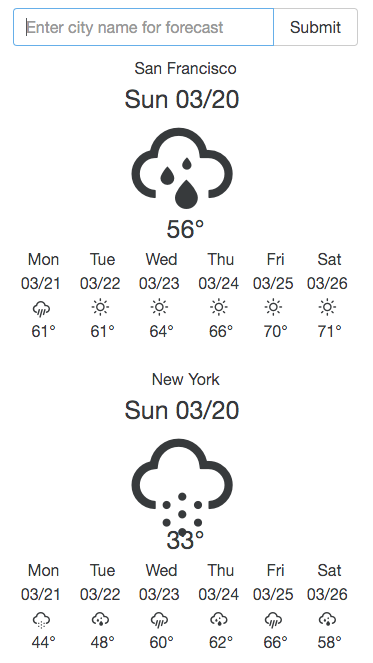 Enter city name for forecast Submit
San Francisco
Sun 03/20
56°
Mon Tue Wed Thu Fri Sat
03/21 03/22 03/23 03/24 03/25 03/26
61° 61° 64° 66° 70° 71°
New York
Sun 03/20
33°
Mon Tue Wed Thu Fri Sat
03/21 03/22 03/23 03/24 03/25 03/26
44° 48° 60° 62° 66° 58°